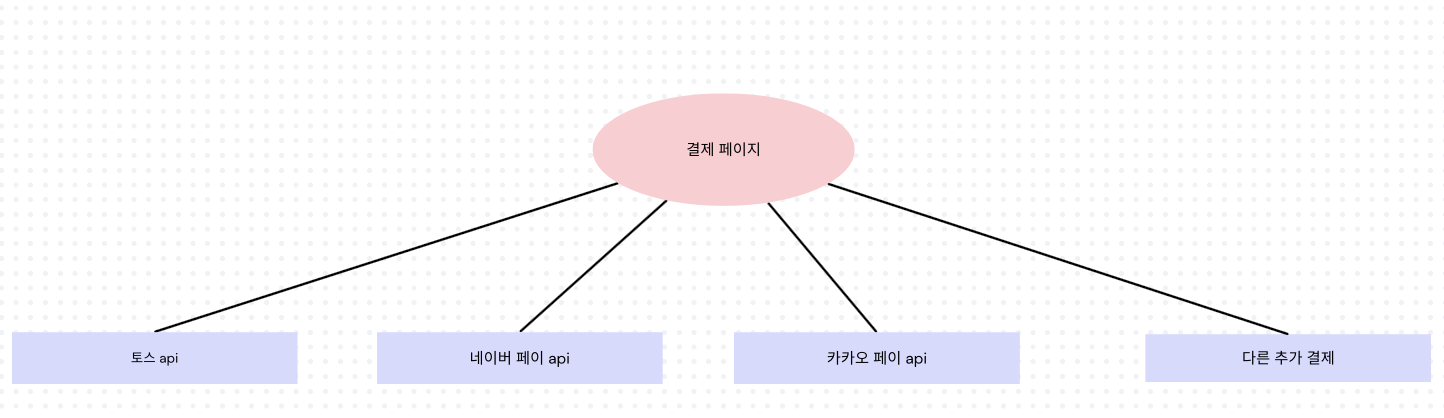 결제 페이지
토스 api
네이버 페이 api
카카오 페이 api
다른 추가 결제